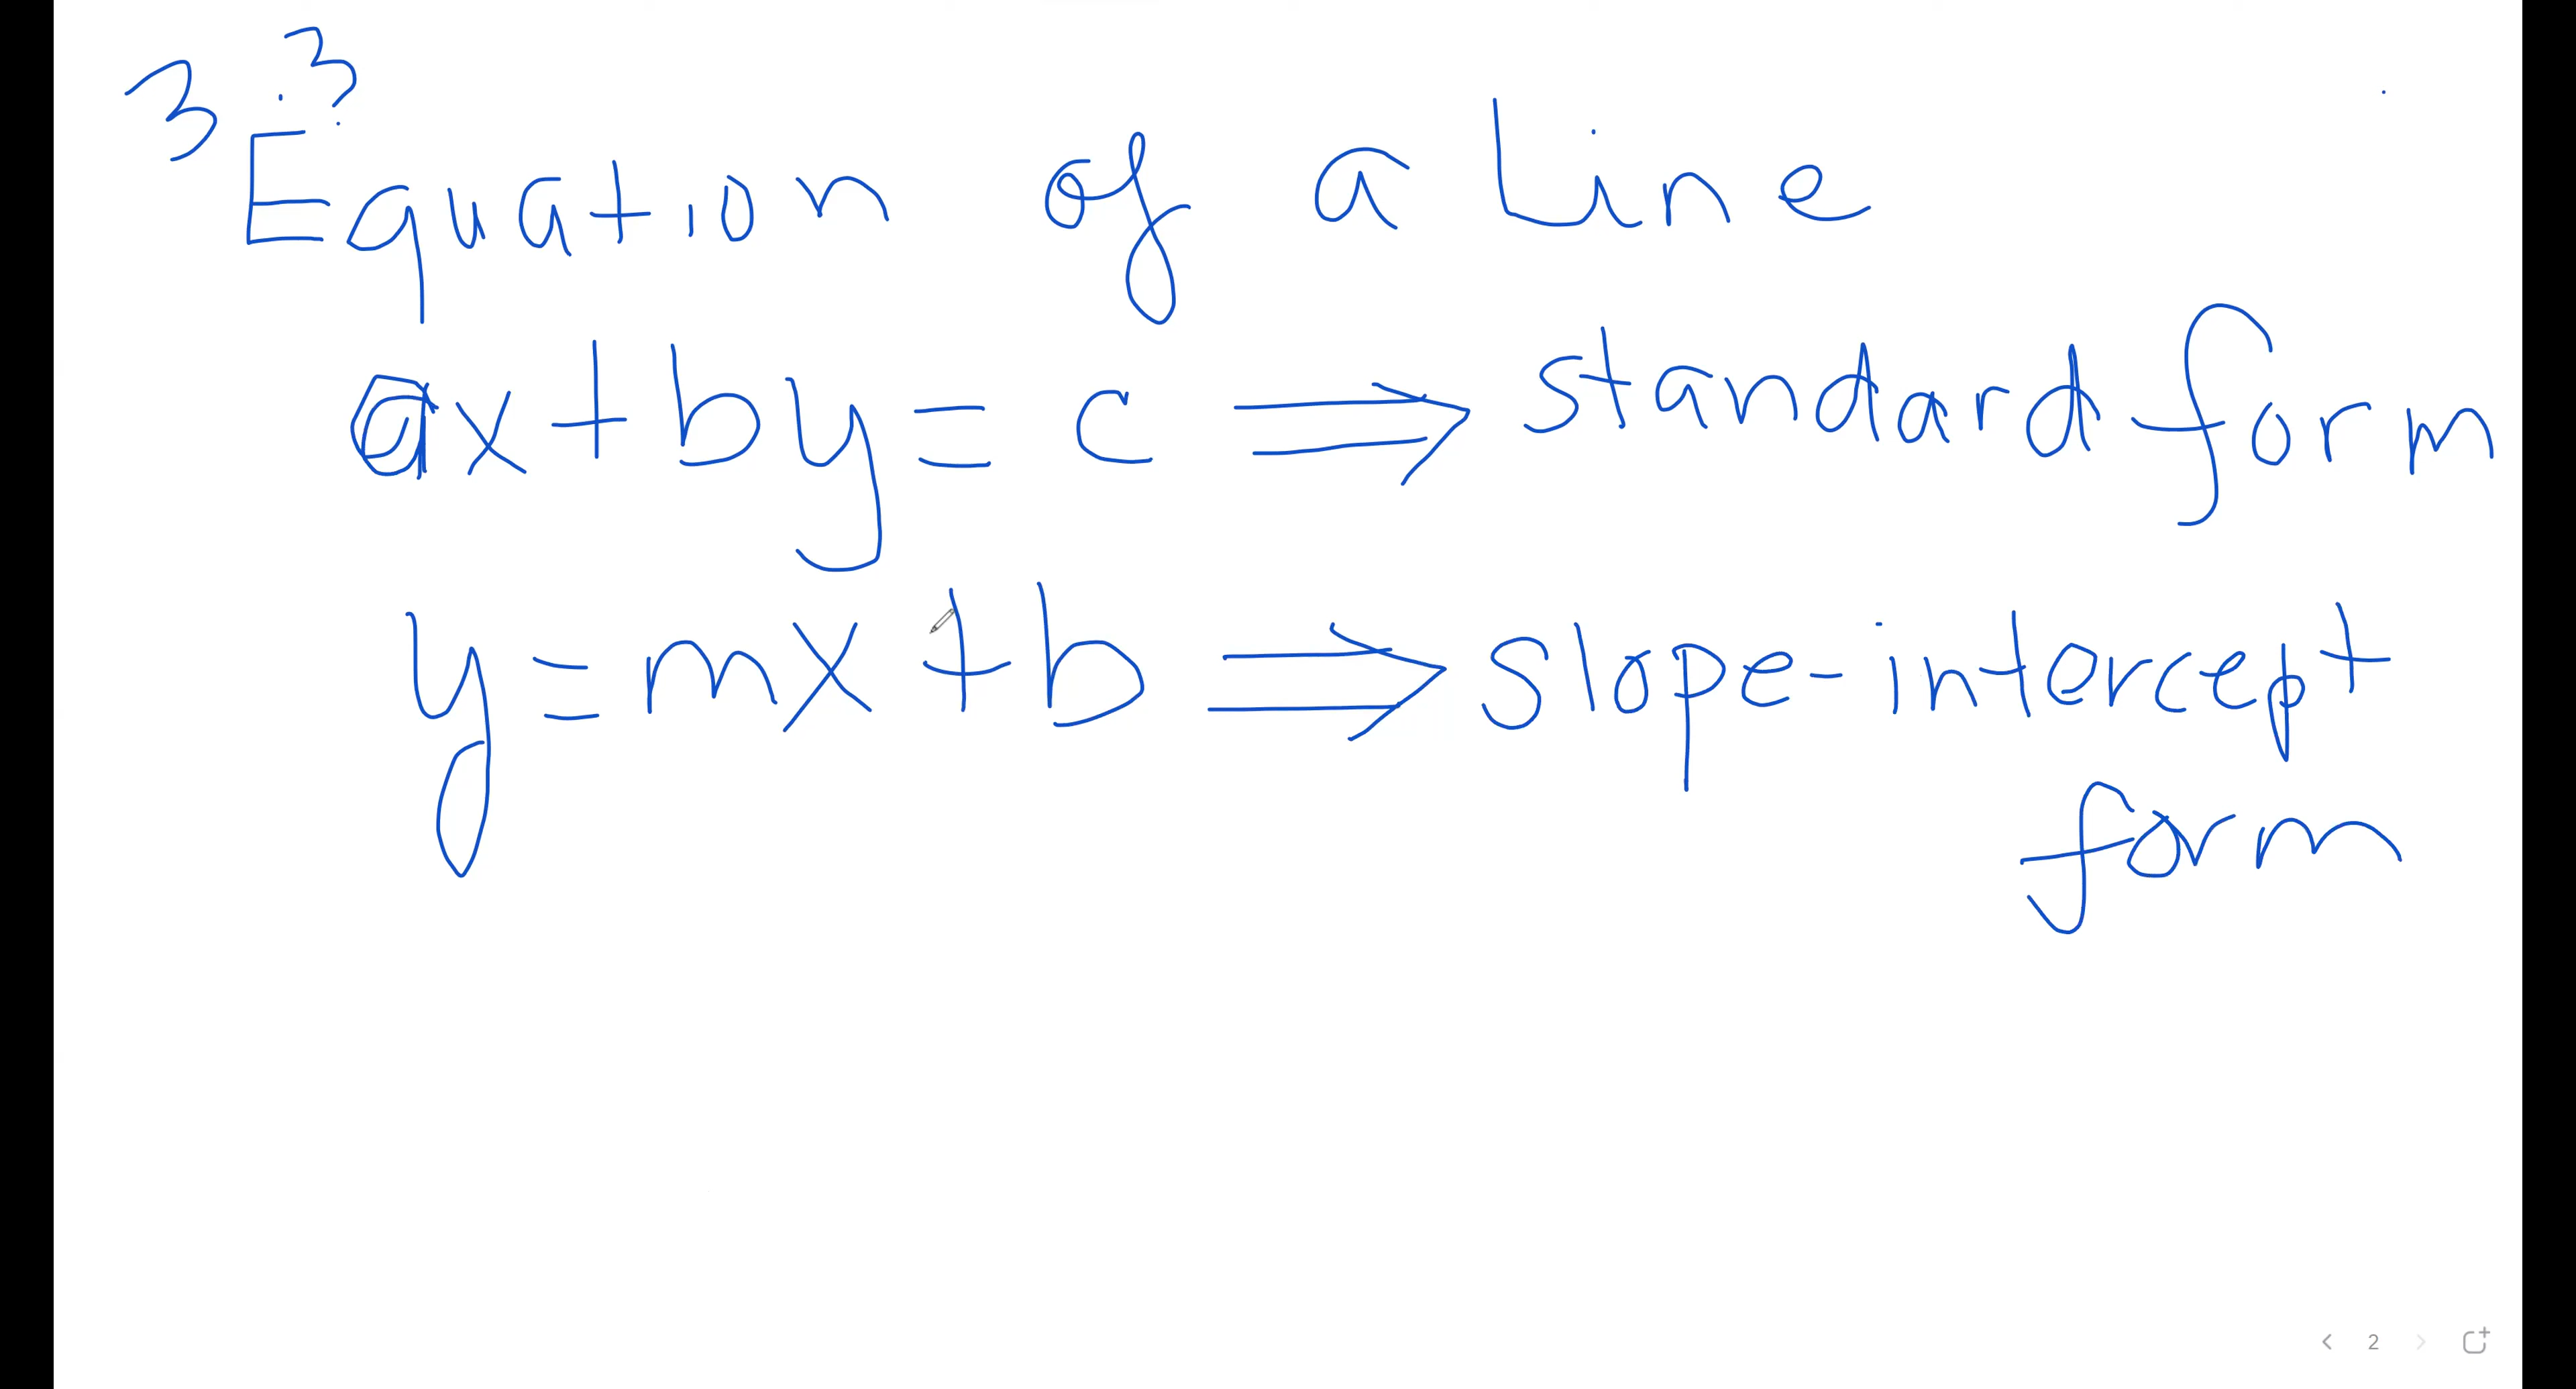 3.3
Equation of a Line
ax + by = c ⟹ standard form
y = mx + b ⟹ slope-intercept
form
2